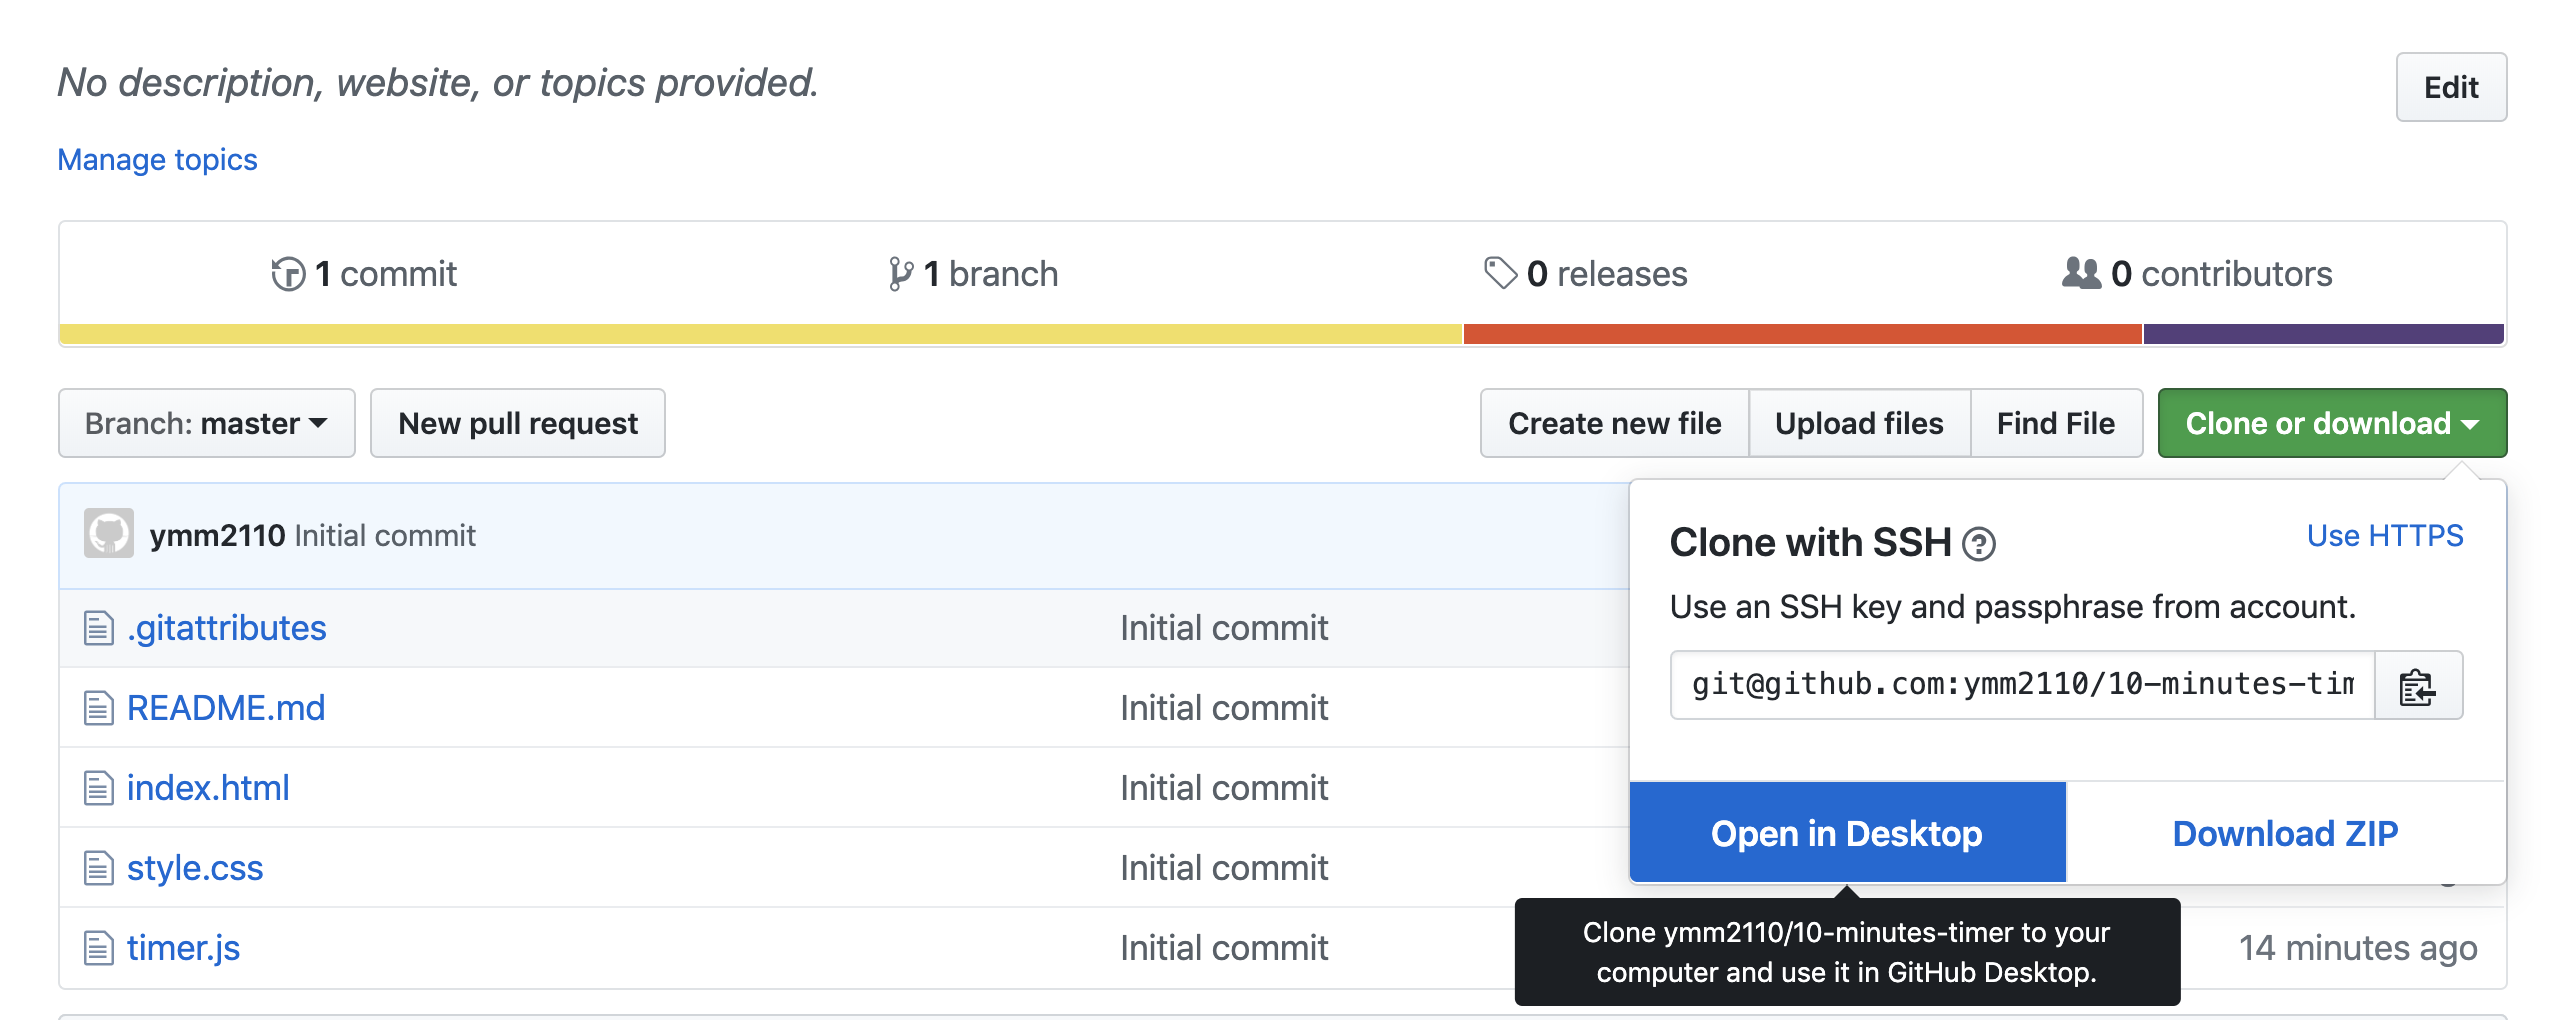 No description, website, or topics provided.
Edit
Manage topics
1 commit
1 branch
0 releases
0 contributors
Branch: master
New pull request
Create new file
Upload files
Find File
Clone or download
ymm2110 Initial commit
Clone with SSH ?
Use HTTPS
Use an SSH key and passphrase from account.
git@github.com:ymm2110/10-minutes-tim
Open in Desktop
Download ZIP
Clone ymm2110/10-minutes-timer to your
computer and use it in GitHub Desktop.
.gitattributes Initial commit
README.md Initial commit
index.html Initial commit
style.css Initial commit
timer.js Initial commit 14 minutes ago